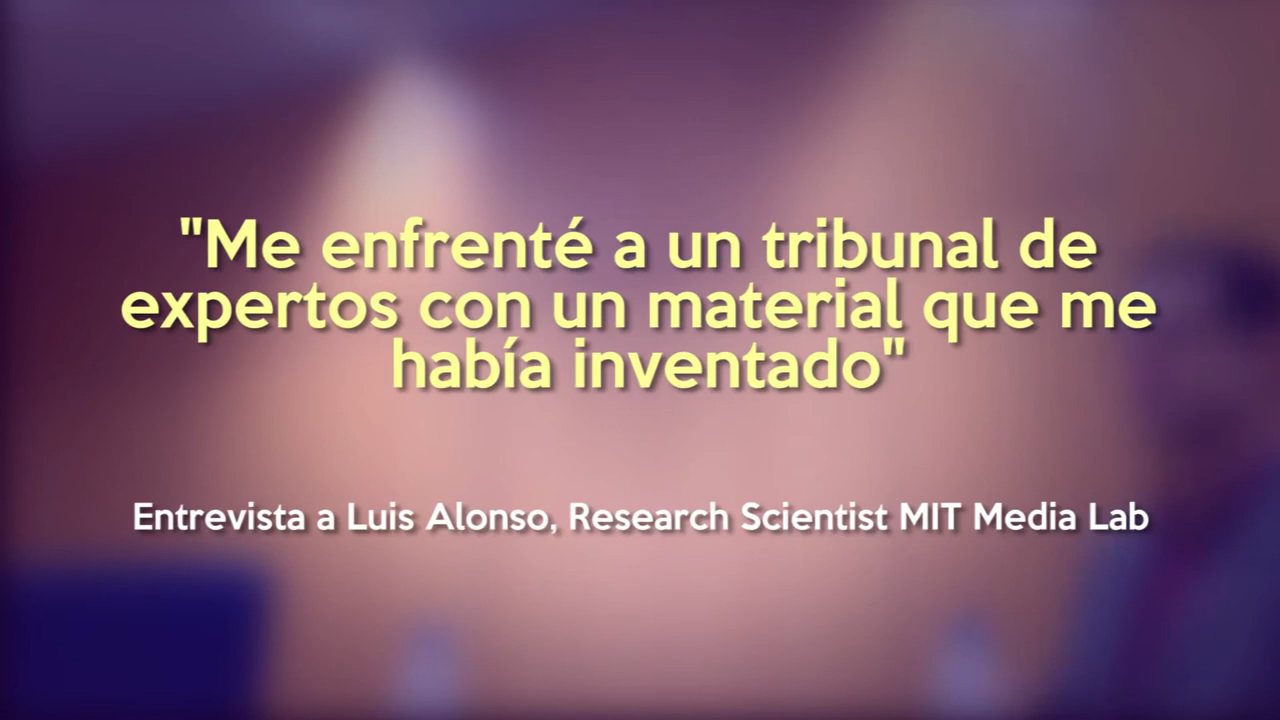 "Me enfrenté a un tribunal de
expertos con un material que me
había inventado"
Entrevista a Luis Alonso, Research Scientist MIT Media Lab